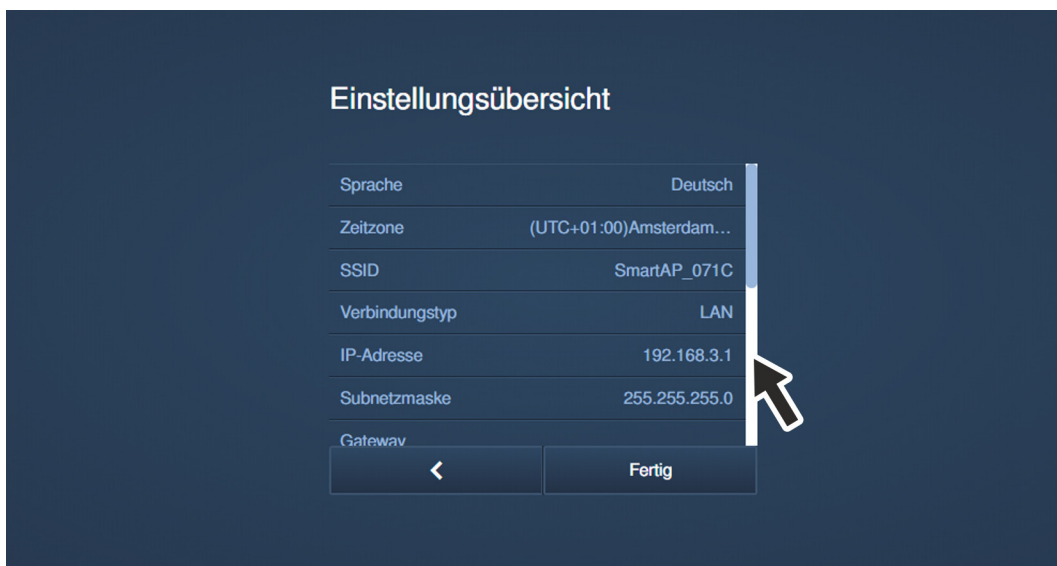 Einstellungsübersicht
Sprache Deutsch
Zeitzone (UTC+01:00)Amsterdam...
SSID SmartAP_071C
Verbindungstyp LAN
IP-Adresse 192.168.3.1
Subnetzmaske 255.255.255.0
Gateway
Fertig